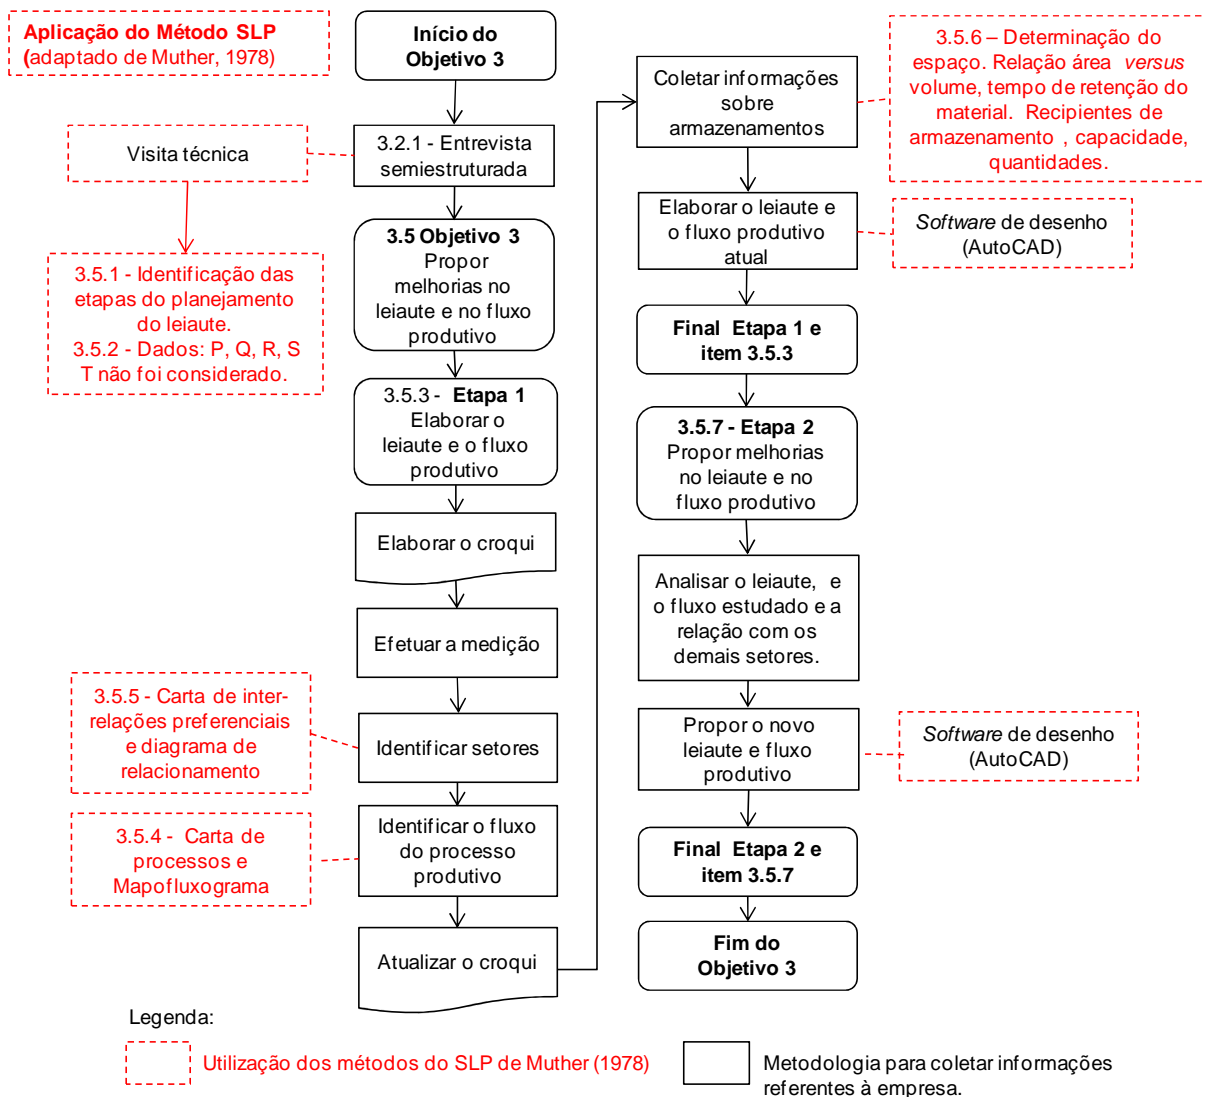 Aplicação do Método SLP
(adaptado de Muther, 1978)
Início do
Objetivo 3
Visita técnica
3.2.1 - Entrevista
semiestruturada
3.5.1 - Identificação das
etapas do planejamento
do leiaute.
3.5.2 - Dados: P, Q, R, S
T não foi considerado.
3.5 Objetivo 3
Propor
melhorias no
leiaute e no fluxo
produtivo
3.5.3 - Etapa 1
Elaborar o
leiaute e o fluxo
produtivo
Elaborar o croqui
Efetuar a medição
3.5.5 - Carta de inter-
relações preferenciais
e diagrama de
relacionamento
Identificar setores
3.5.4 - Carta de
processos e
Mapofluxograma
Identificar o fluxo
do processo
produtivo
Atualizar o croqui
Coletar informações
sobre
armazenamentos
3.5.6 – Determinação do
espaço. Relação área versus
volume, tempo de retenção do
material. Recipientes de
armazenamento , capacidade,
quantidades.
Elaborar o leiaute e
o fluxo produtivo
atual
Software de desenho
(AutoCAD)
Final Etapa 1 e
item 3.5.3
3.5.7 - Etapa 2
Propor melhorias
no leiaute e no
fluxo produtivo
Analisar o leiaute, e
o fluxo estudado e a
relação com os
demais setores.
Propor o novo
leiaute e fluxo
produtivo
Software de desenho
(AutoCAD)
Final Etapa 2 e
item 3.5.7
Fim do
Objetivo 3
Legenda:
Utilização dos métodos do SLP de Muther (1978)
Metodologia para coletar informações
referentes à empresa.